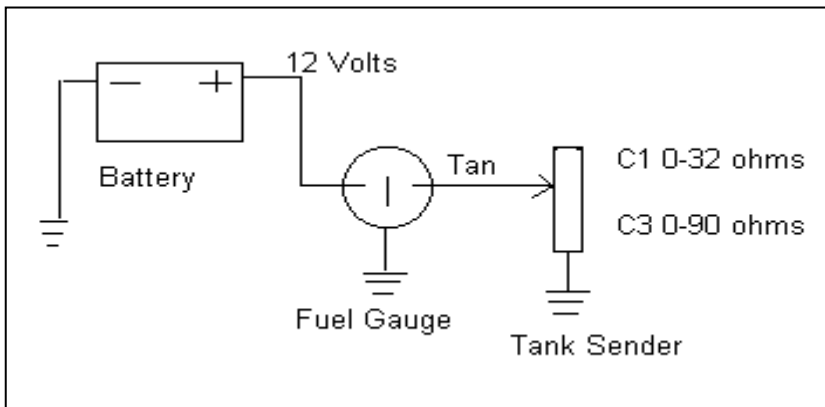 12 Volts
— +
Battery
Tan
C1 0-32 ohms
C3 0-90 ohms
Fuel Gauge
Tank Sender